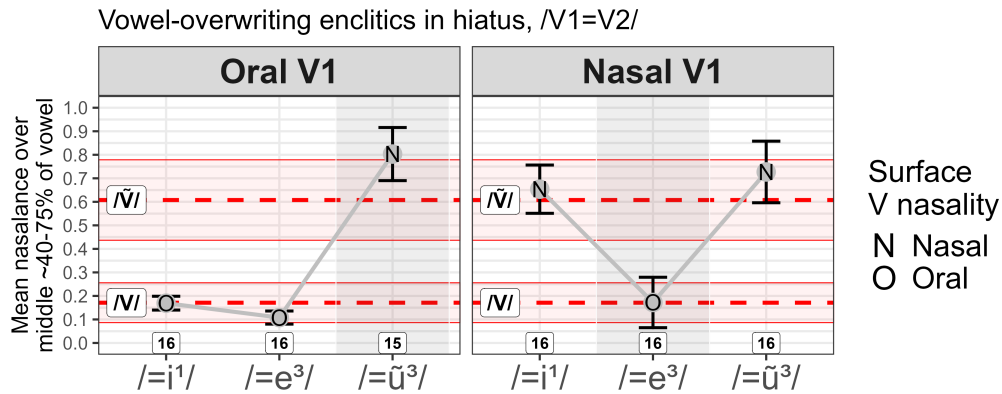 Vowel-overwriting enclitics in hiatus, /V1=V2/
Oral V1
Nasal V1
Mean nasalance over
middle ~40-75% of vowel
1.0
0.9
0.8
0.7
0.6
0.5
0.4
0.3
0.2
0.1
0.0
/Ṽ/
/V/
O
O
N
16
16
15
/=i¹/
/=e³/
/=ũ³/
/Ṽ/
/V/
N
O
N
16
16
16
/=i¹/
/=e³/
/=ũ³/
Surface
V nasality
N Nasal
O Oral